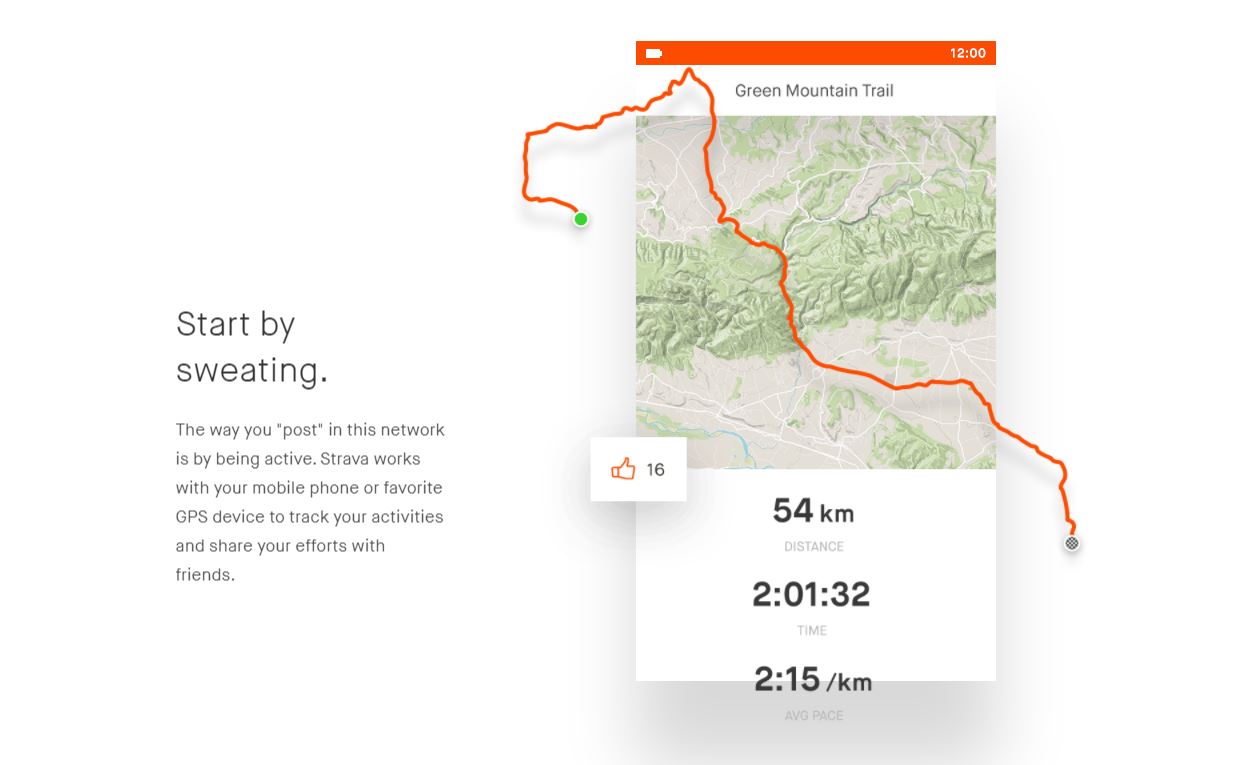 12:00
Green Mountain Trail
Start by
sweating.
The way you "post" in this network
is by being active. Strava works
with your mobile phone or favorite
GPS device to track your activities
and share your efforts with
friends.
16
54 km
DISTANCE
2:01:32
TIME
2:15 /km
AVG PACE